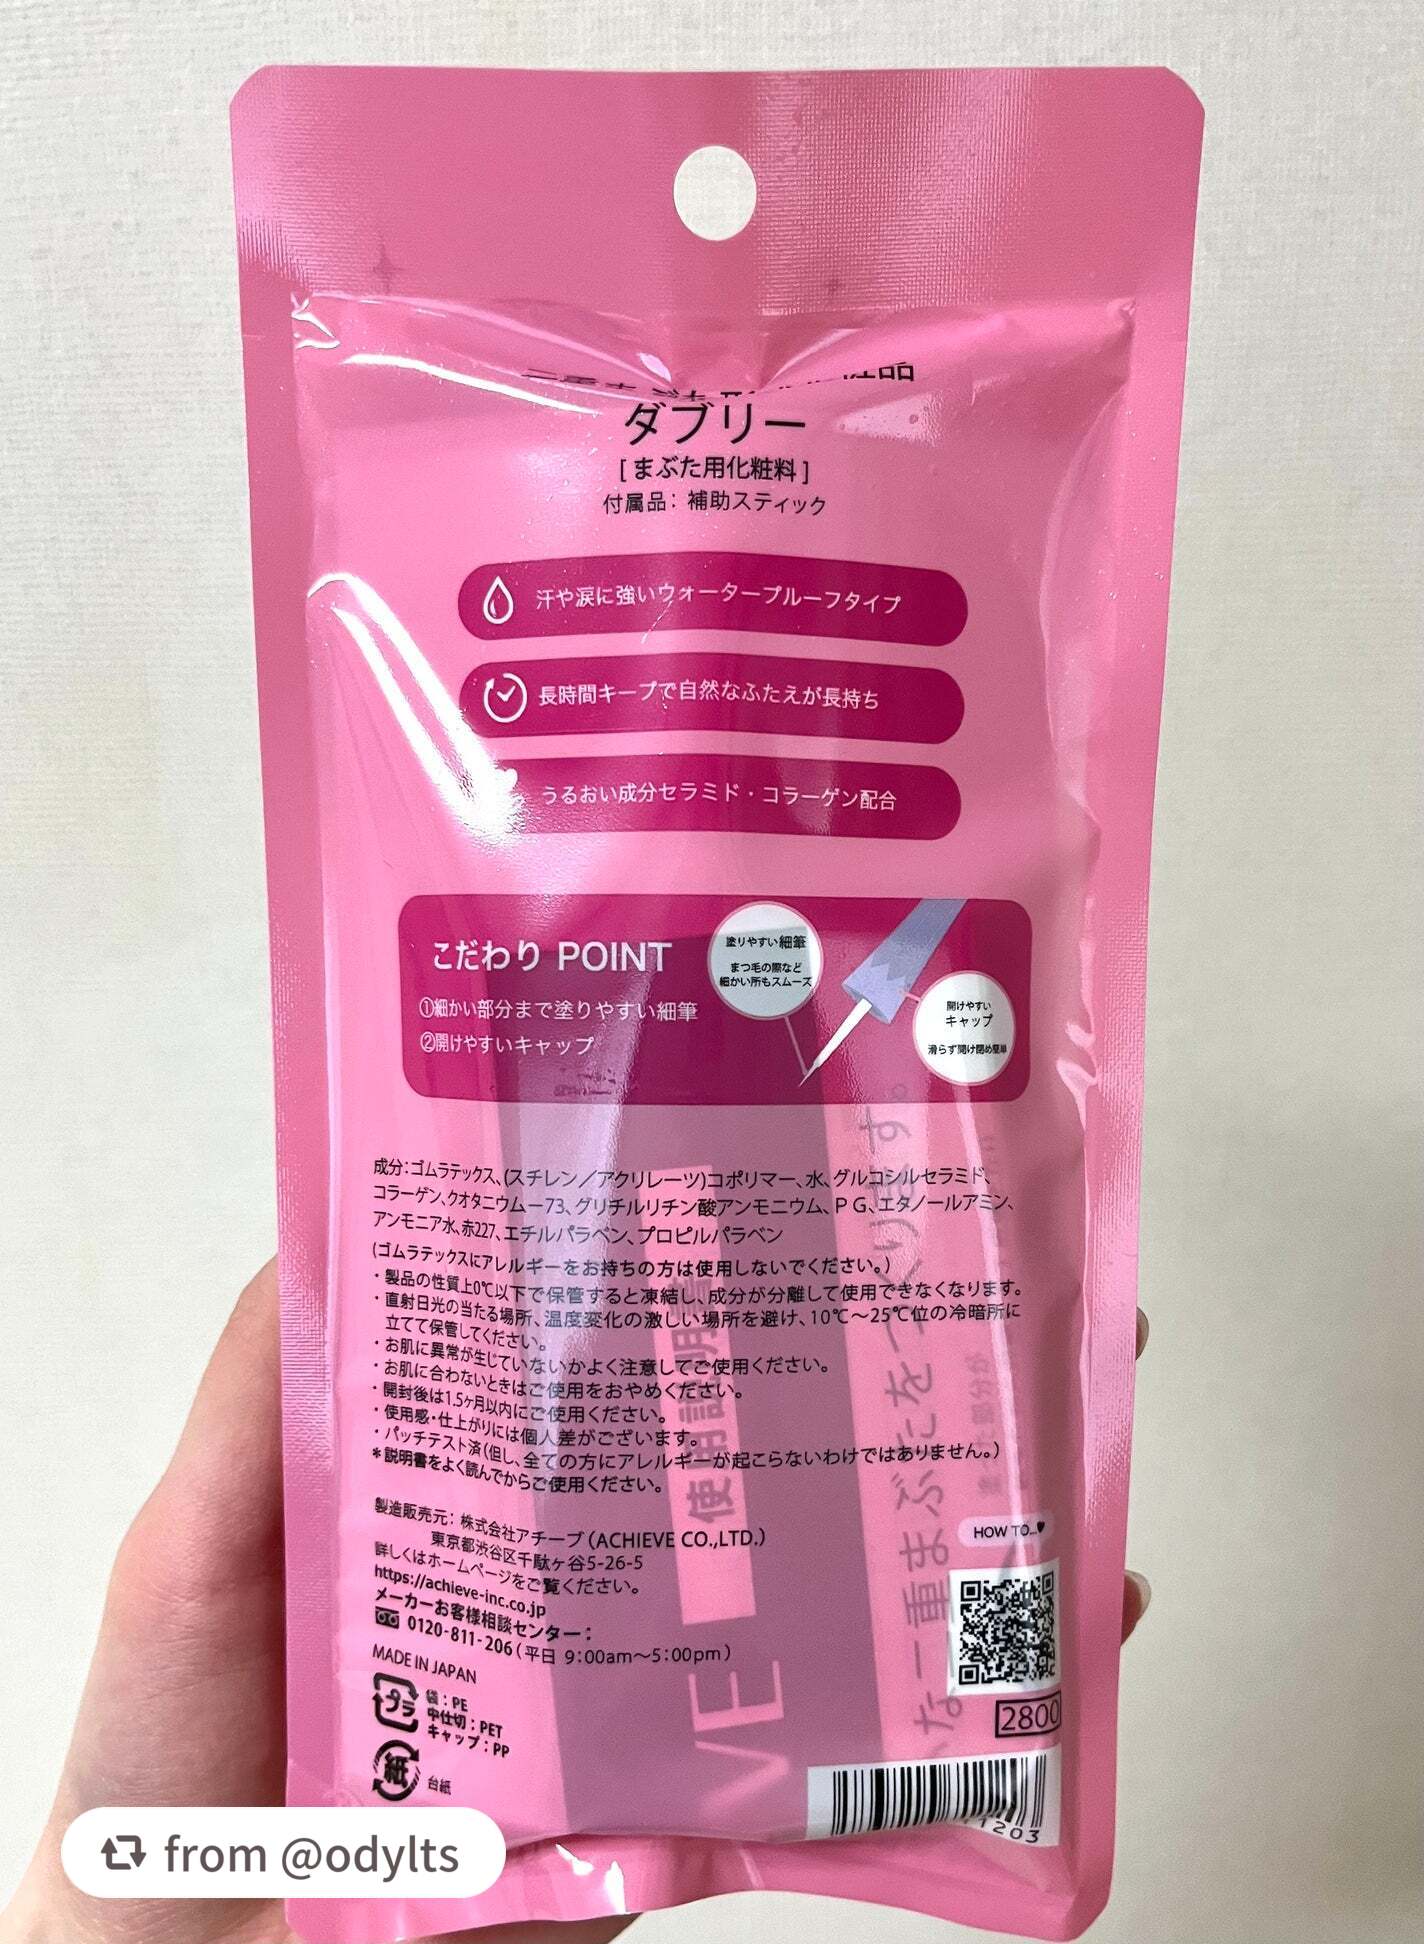 ダブリー
[まぶた用化粧料]
付属品：補助スティック
汗や涙に強いウォータープルーフタイプ
長時間キープで自然なふたえが長持ち
うるおい成分セラミド・コラーゲン配合
こだわり POINT
①細かい部分まで塗りやすい細筆
②開けやすいキャップ
塗りやすい細筆
まつ毛の際など
細かい所もスムーズ
開けやすい
キャップ
滑らず開け閉め簡単
成分：ゴムラテックス、(スチレン／アクリレーツ)コポリマー、水、グルコシルセラミド、
コラーゲン、クオタニウムー73、グリチルリチン酸アンモニウム、ＰＧ、エタノールアミン、
アンモニア水、赤227、エチルパラベン、プロピルパラベン
(ゴムラテックスにアレルギーをお持ちの方は使用しないでください。)
・製品の性質上0℃以下で保管すると凍結し、成分が分離して使用できなくなります。
・直射日光の当たる場所、温度変化の激しい場所を避け、10℃〜25℃位の冷暗所に
立てて保管してください。
・お肌に異常が生じていないかよく注意してご使用ください。
・お肌に合わないときはご使用をおやめください。
・開封後は1.5ヶ月以内にご使用ください。
・使用感・仕上がりには個人差がございます。
・パッチテスト済(但し、全ての方にアレルギーが起こらないわけではありません。)
＊説明書をよく読んでからご使用ください。
製造販売元：株式会社アチーブ（ACHIEVE CO.,LTD.）
東京都渋谷区千駄ヶ谷5-26-5
詳しくはホームページをご覧ください。
https://achieve-inc.co.jp
メーカーお客様相談センター：
0120-811-206（平日 9:00am〜5:00pm）
MADE IN JAPAN
プラ
袋：PE
中仕切：PET
キャップ：PP
紙
台紙
HOW TO...♥
2800
1203
使用説明書
from @odylts